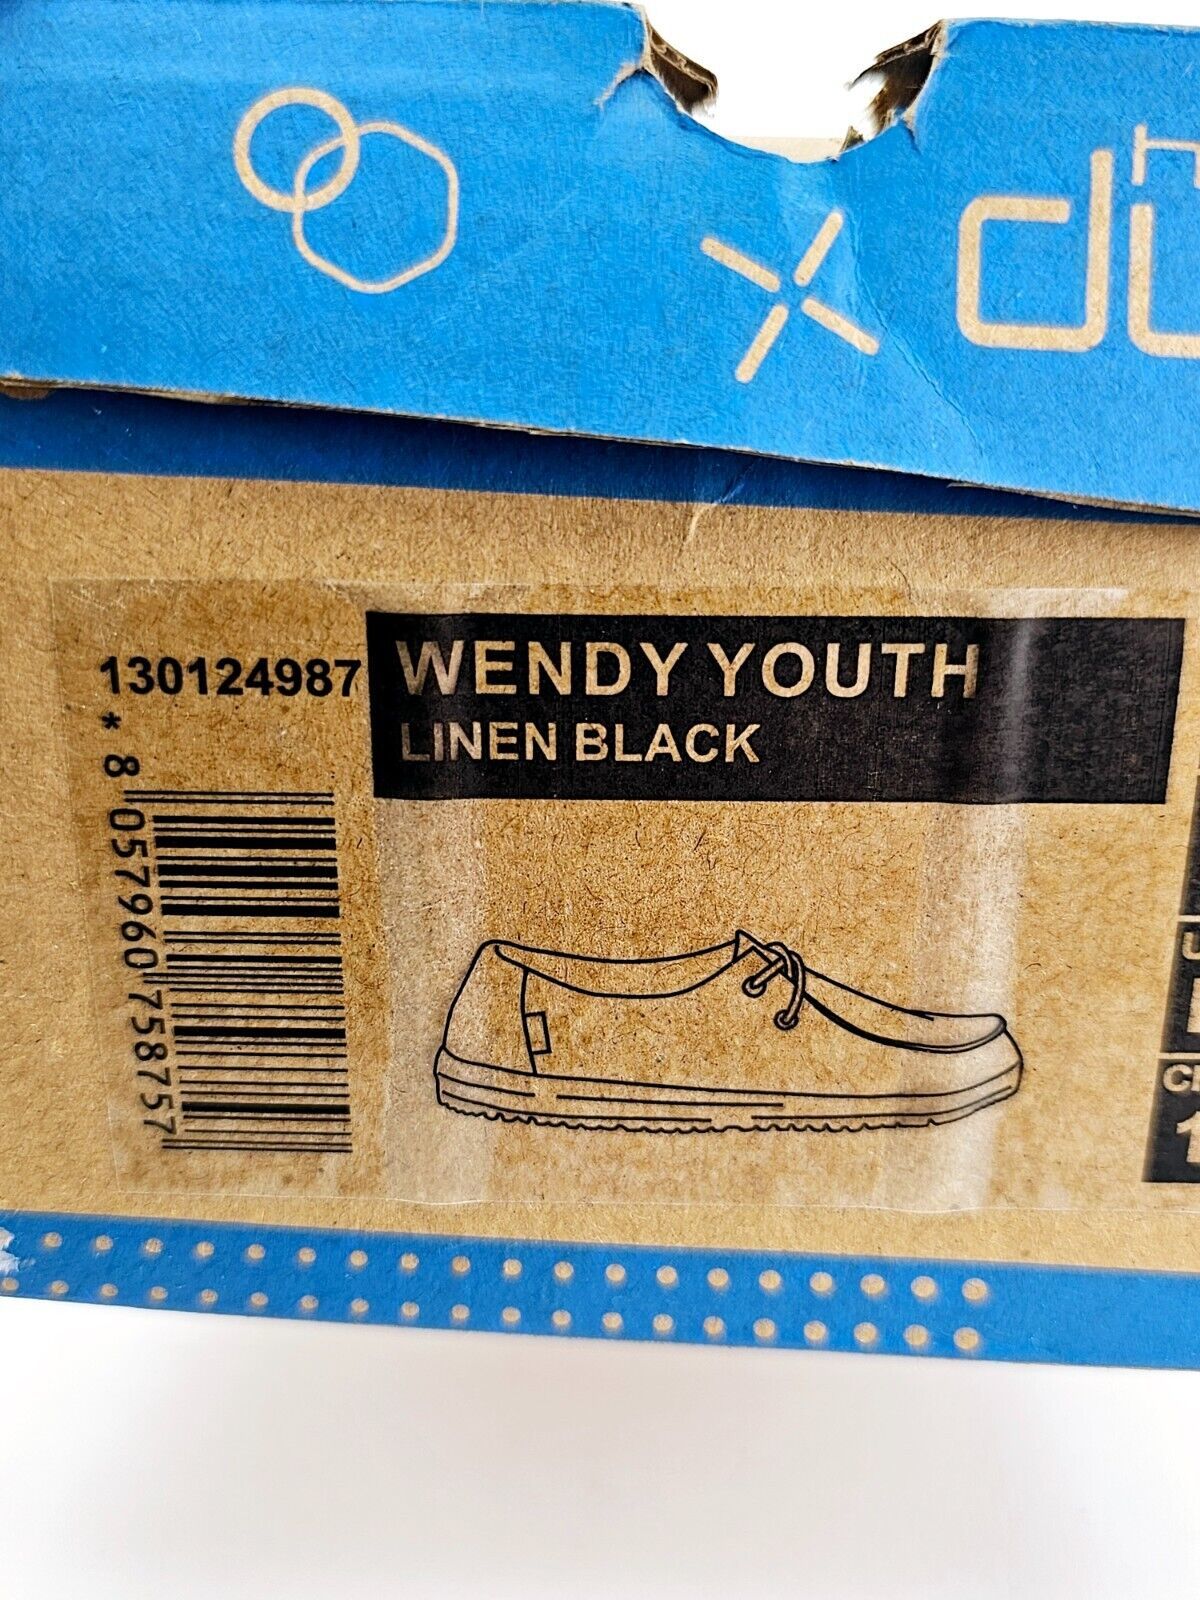 130124987
WENDY YOUTH
LINEN BLACK
* 8 057960 758757